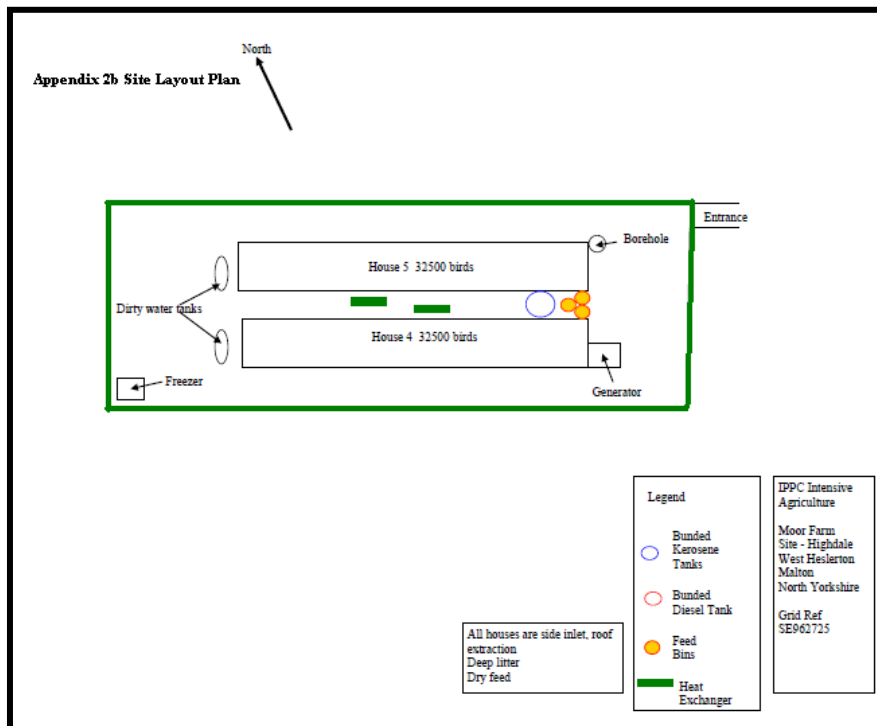 North
Appendix 2b Site Layout Plan
Entrance
Borehole
House 5  32500 birds
Dirty water tanks
House 4  32500 birds
Freezer
Generator
Legend
Bunded
Kerosene
Tanks
Bunded
Diesel Tank
Feed
Bins
Heat
Exchanger
IPPC Intensive
Agriculture
Moor Farm
Site - Highdale
West Heslerton
Malton
North Yorkshire
Grid Ref
SE962725
All houses are side inlet, roof
extraction
Deep litter
Dry feed